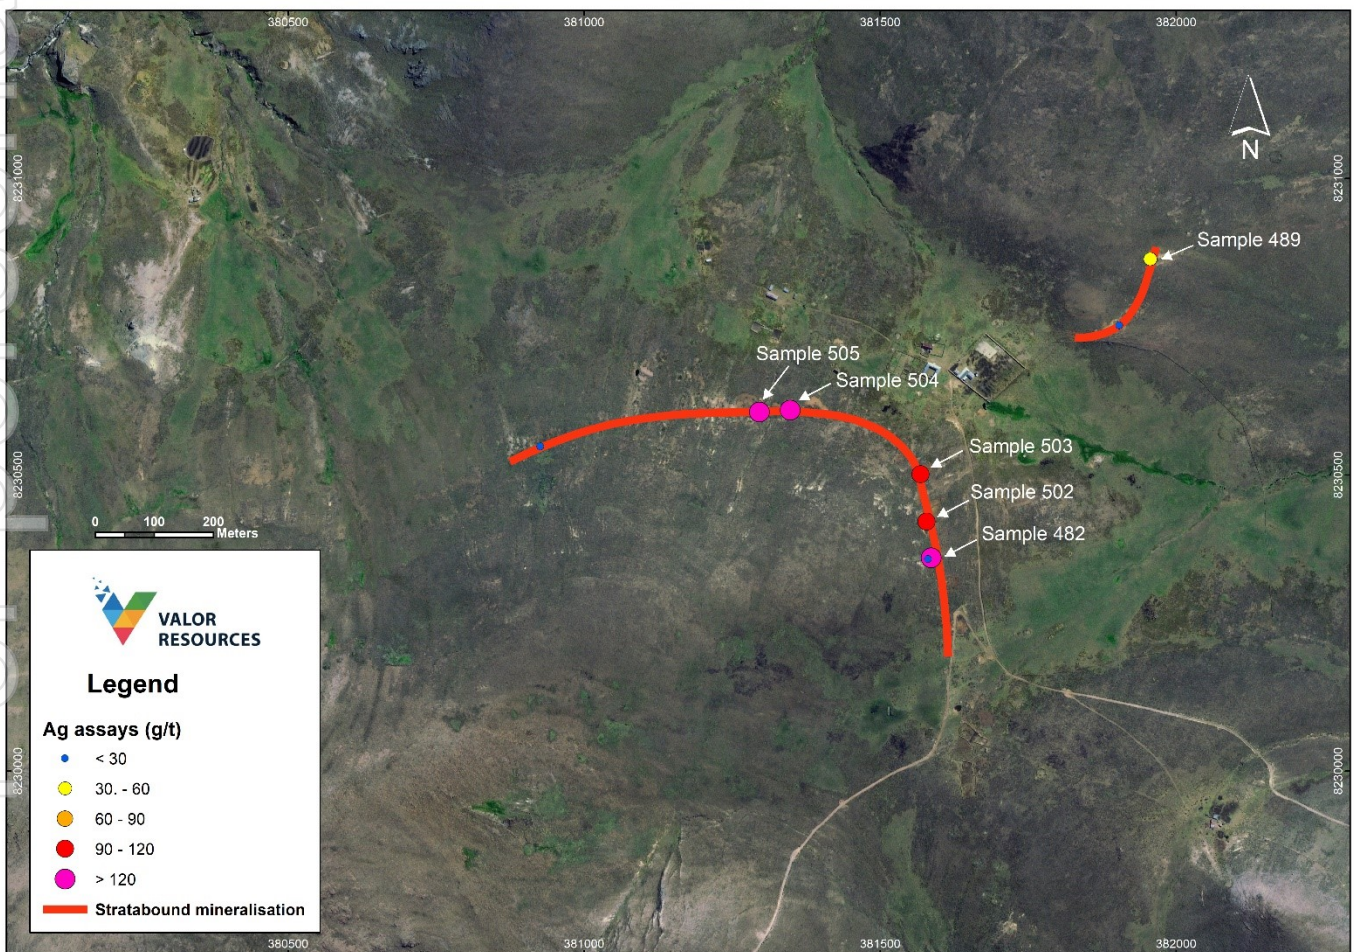 380500
381000
381500
382000
8231000
8231000
N
Sample 489
Sample 505
Sample 504
Sample 503
Sample 502
Sample 482
8230500
8230500
0 100 200
Meters
VALOR
RESOURCES
Legend
Ag assays (g/t)
< 30
30. - 60
60 - 90
90 - 120
> 120
Stratabound mineralisation
8230000
8230000
380500
381000
381500
382000